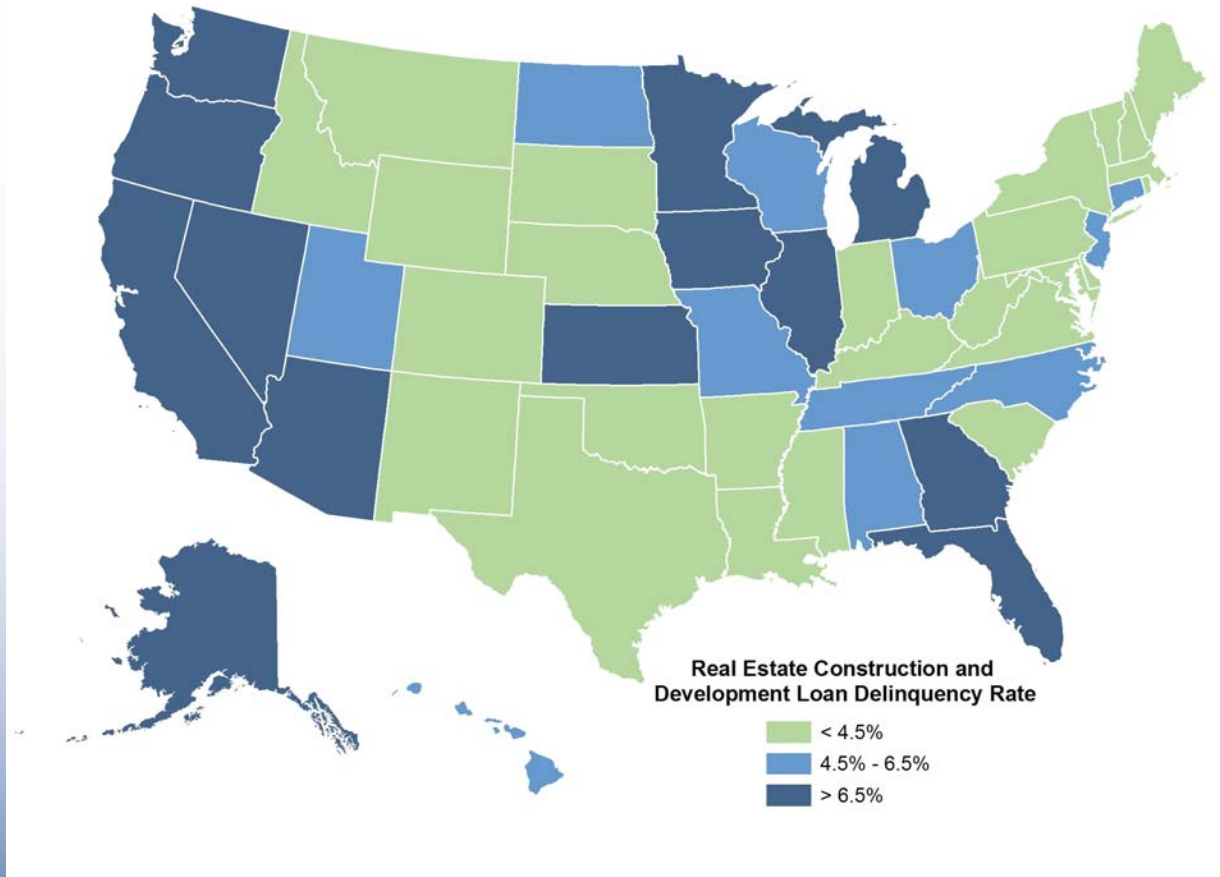 Real Estate Construction and
Development Loan Delinquency Rate
< 4.5%
4.5% - 6.5%
> 6.5%